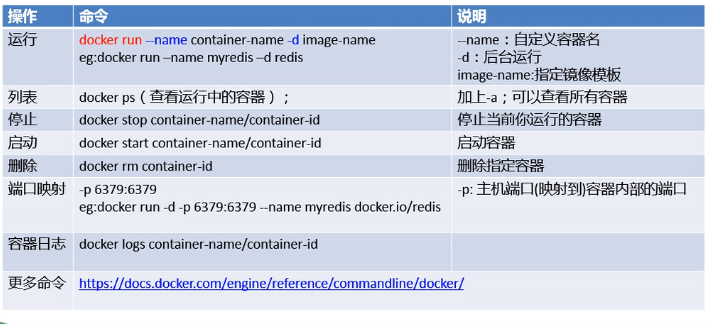 操作 命令 说明
运行 docker run --name container-name -d image-name --name：自定义容器名
eg:docker run –name myredis –d redis -d：后台运行
image-name:指定镜像模板
列表 docker ps（查看运行中的容器）； 加上-a；可以查看所有容器
停止 docker stop container-name/container-id 停止当前你运行的容器
启动 docker start container-name/container-id 启动容器
删除 docker rm container-id 删除指定容器
端口映射 -p 6379:6379 -p: 主机端口(映射到)容器内部的端口
eg:docker run -d -p 6379:6379 --name myredis docker.io/redis
容器日志 docker logs container-name/container-id
更多命令 https://docs.docker.com/engine/reference/commandline/docker/